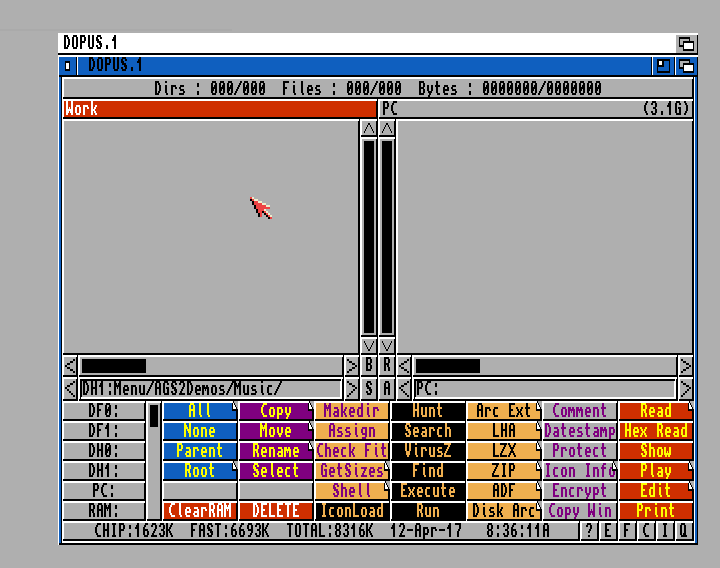 DOPUS.1
DOPUS.1
Dirs : 000/000 Files : 000/000 Bytes : 0000000/0000000
Work PC (3.1G)
B R
DH1:Menu/AGS2Demos/Music/ S A PC:
DF0: All Copy Makedir Hunt Arc Ext Comment Read
DF1: None Move Assign Search LHA Datestamp Hex Read
DH0: Parent Rename Check Fit VirusZ LZX Protect Show
DH1: Root Select GetSizes Find ZIP Icon Info Play
PC: Shell Execute ADF Encrypt Edit
RAM: ClearRAM DELETE IconLoad Run Disk Arc Copy Win Print
CHIP:1623K FAST:6693K TOTAL:8316K 12-Apr-17 8:36:11A ? E F C I Q